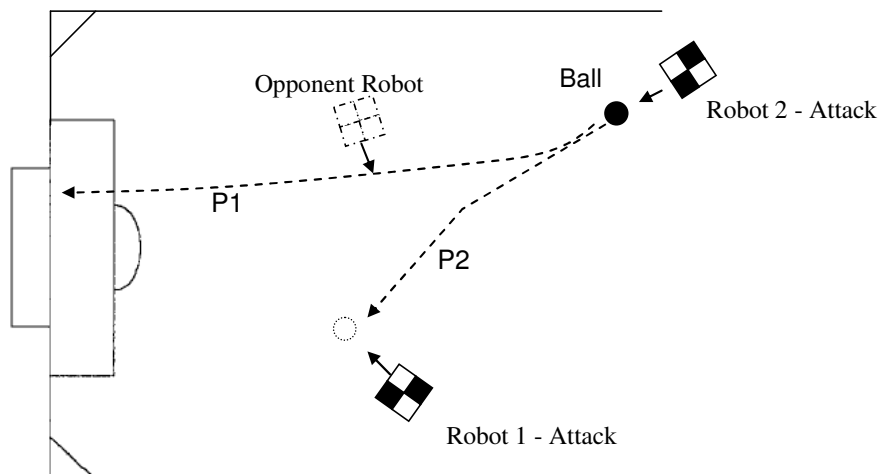 Ball
Opponent Robot
Robot 2 - Attack
P1
P2
Robot 1 - Attack